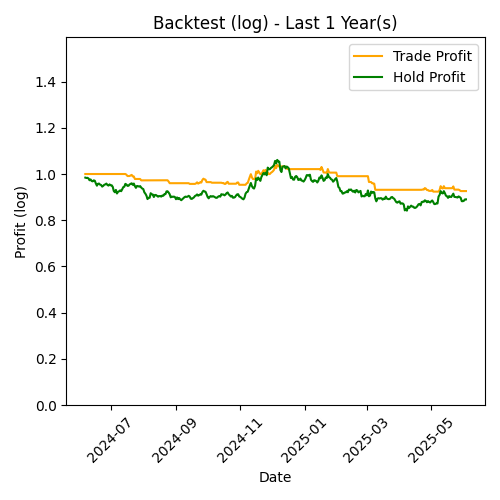 Backtest (log) - Last 1 Year(s)
Trade Profit
Hold Profit
Profit (log)
1.4
1.2
1.0
0.8
0.6
0.4
0.2
0.0
2024-07
2024-09
2024-11
2025-01
2025-03
2025-05
Date